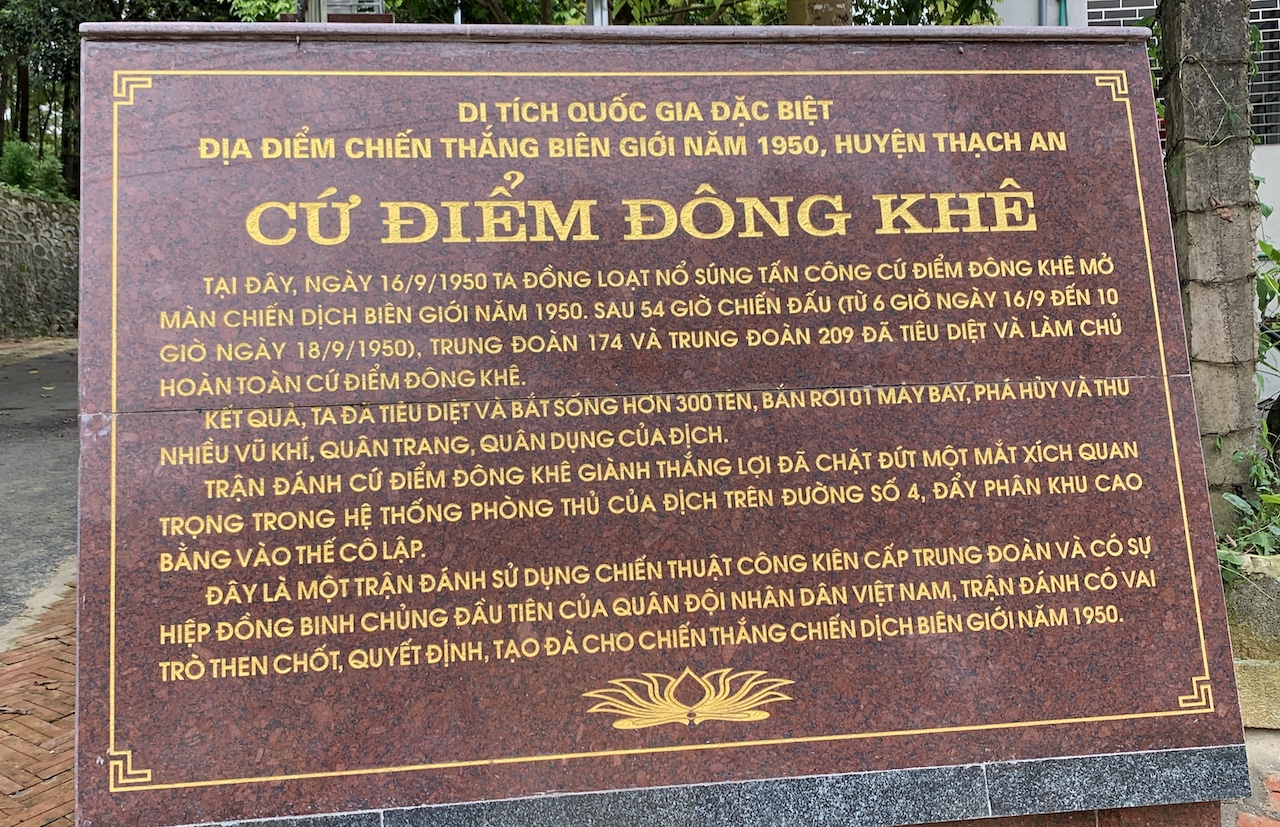 DI TÍCH QUỐC GIA ĐẶC BIỆT
ĐỊA ĐIỂM CHIẾN THẮNG BIÊN GIỚI NĂM 1950, HUYỆN THẠCH AN
CỨ ĐIỂM ĐÔNG KHÊ
TẠI ĐÂY, NGÀY 16/9/1950 TA ĐỒNG LOẠT NỔ SÚNG TẤN CÔNG CỨ ĐIỂM ĐÔNG KHÊ MỞ
MÀN CHIẾN DỊCH BIÊN GIỚI NĂM 1950. SAU 54 GIỜ CHIẾN ĐẤU (TỪ 6 GIỜ NGÀY 16/9 ĐẾN 10
GIỜ NGÀY 18/9/1950), TRUNG ĐOÀN 174 VÀ TRUNG ĐOÀN 209 ĐÃ TIÊU DIỆT VÀ LÀM CHỦ
HOÀN TOÀN CỨ ĐIỂM ĐÔNG KHÊ.
KẾT QUẢ, TA ĐÃ TIÊU DIỆT VÀ BẮT SỐNG HƠN 300 TÊN, BẮN RƠI 01 MÁY BAY, PHÁ HỦY VÀ THU
NHIỀU VŨ KHÍ, QUÂN TRANG, QUÂN DỤNG CỦA ĐỊCH.
TRẬN ĐÁNH CỨ ĐIỂM ĐÔNG KHÊ GIÀNH THẮNG LỢI ĐÃ CHẶT ĐỨT MỘT MẮT XÍCH QUAN
TRỌNG TRONG HỆ THỐNG PHÒNG THỦ CỦA ĐỊCH TRÊN ĐƯỜNG SỐ 4, ĐẨY PHÂN KHU CAO
BẰNG VÀO THẾ CÔ LẬP.
ĐÂY LÀ MỘT TRẬN ĐÁNH SỬ DỤNG CHIẾN THUẬT CÔNG KIÊN CẤP TRUNG ĐOÀN VÀ CÓ SỰ
HIỆP ĐỒNG BINH CHỦNG ĐẦU TIÊN CỦA QUÂN ĐỘI NHÂN DÂN VIỆT NAM, TRẬN ĐÁNH CÓ VAI
TRÒ THEN CHỐT, QUYẾT ĐỊNH, TẠO ĐÀ CHO CHIẾN THẮNG CHIẾN DỊCH BIÊN GIỚI NĂM 1950.